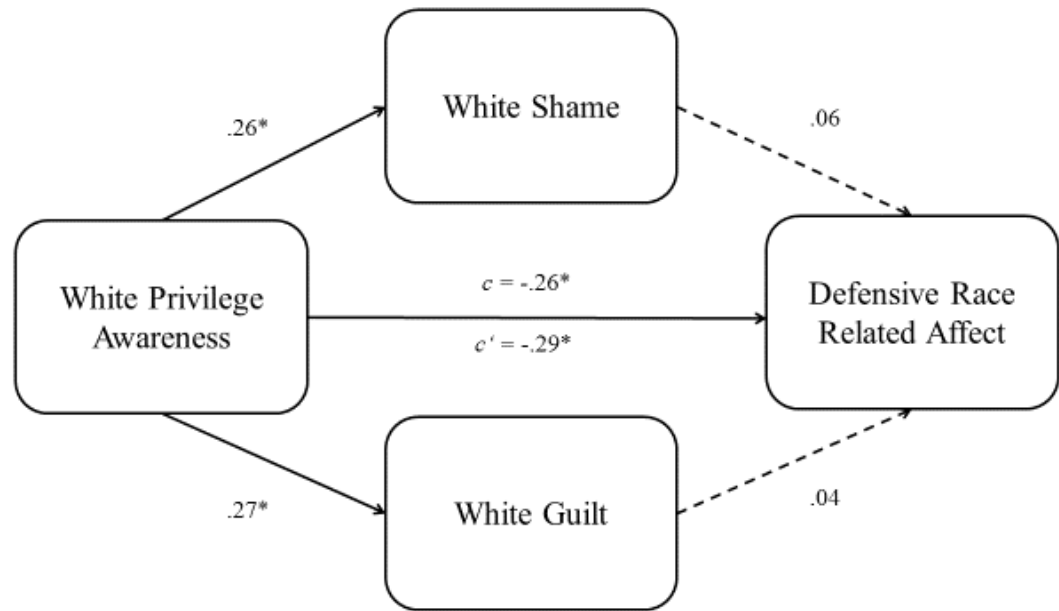 White Shame
.26*
.06
White Privilege
Awareness
c = -.26*
c‘ = -.29*
Defensive Race
Related Affect
.27*
White Guilt
.04